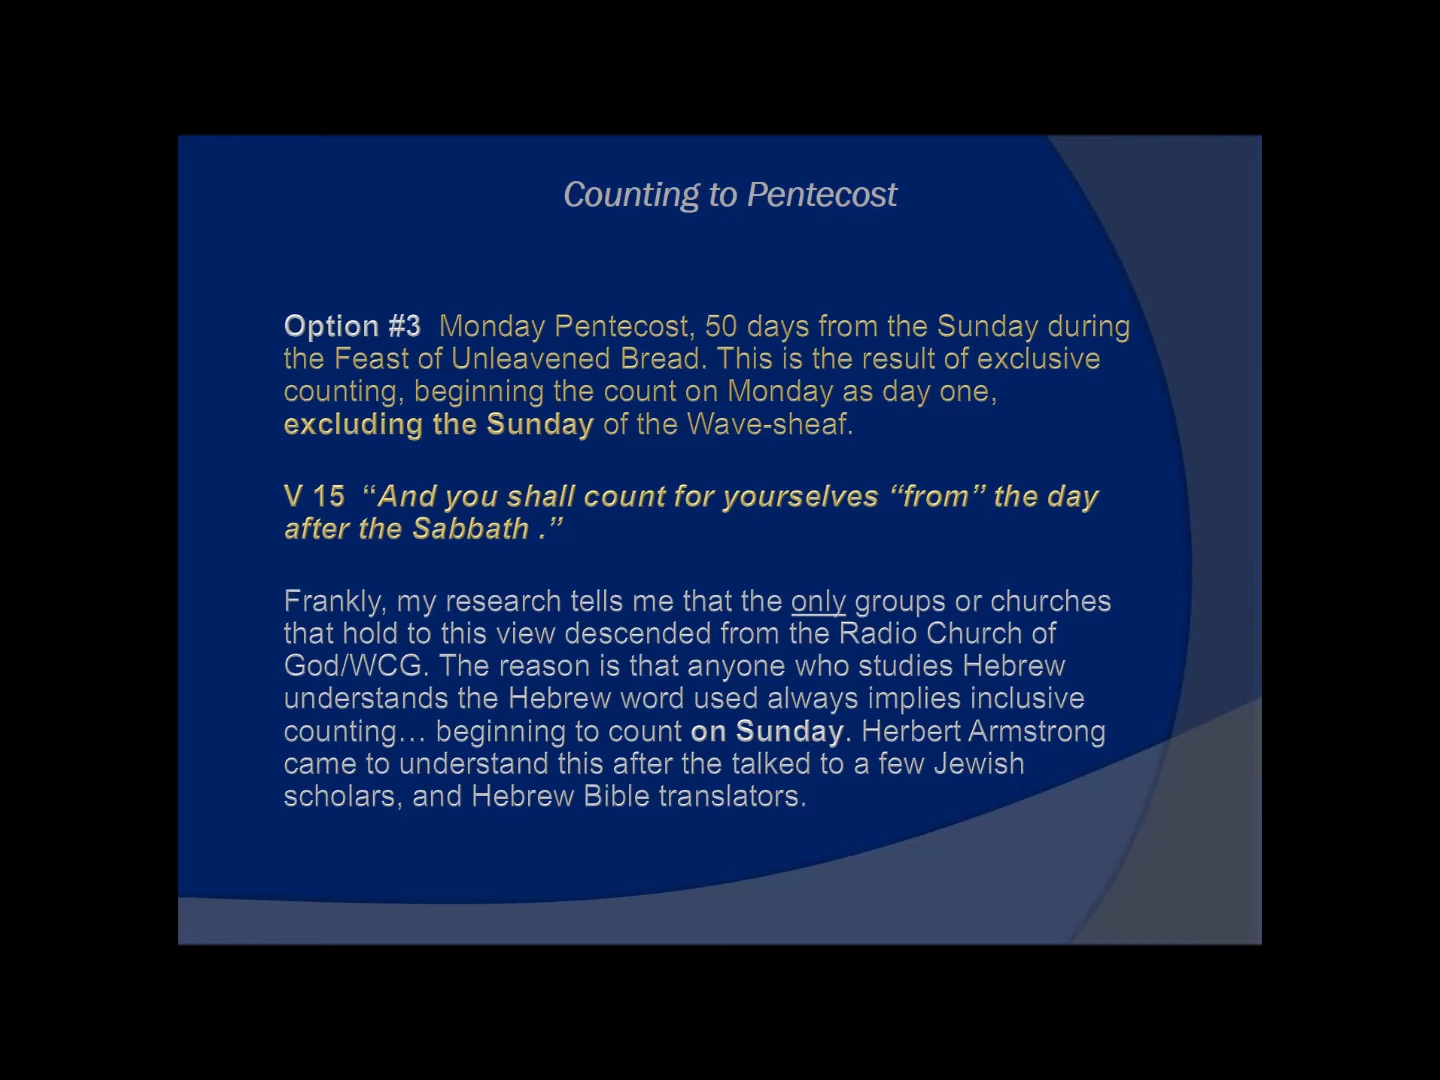 Counting to Pentecost
Option #3  Monday Pentecost, 50 days from the Sunday during
the Feast of Unleavened Bread. This is the result of exclusive
counting, beginning the count on Monday as day one,
excluding the Sunday of the Wave-sheaf.
V 15  “And you shall count for yourselves “from” the day
after the Sabbath .”
Frankly, my research tells me that the only groups or churches
that hold to this view descended from the Radio Church of
God/WCG. The reason is that anyone who studies Hebrew
understands the Hebrew word used always implies inclusive
counting… beginning to count on Sunday. Herbert Armstrong
came to understand this after the talked to a few Jewish
scholars, and Hebrew Bible translators.